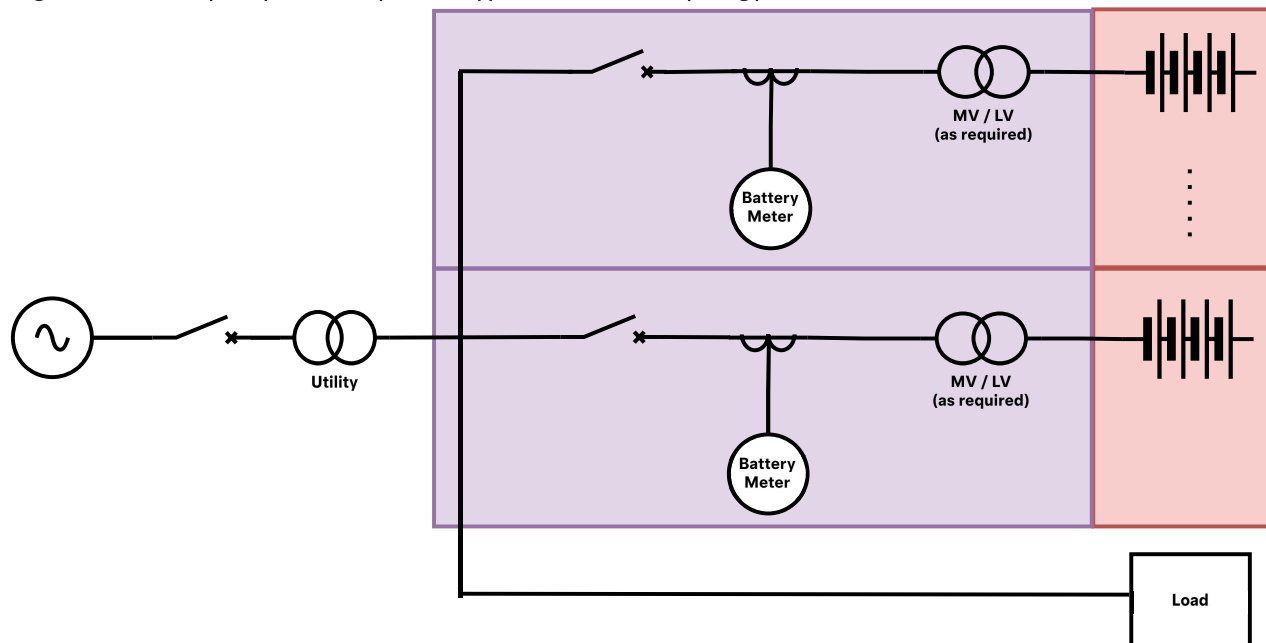 MV / LV
(as required)
Battery
Meter
Utility
MV / LV
(as required)
Battery
Meter
Load